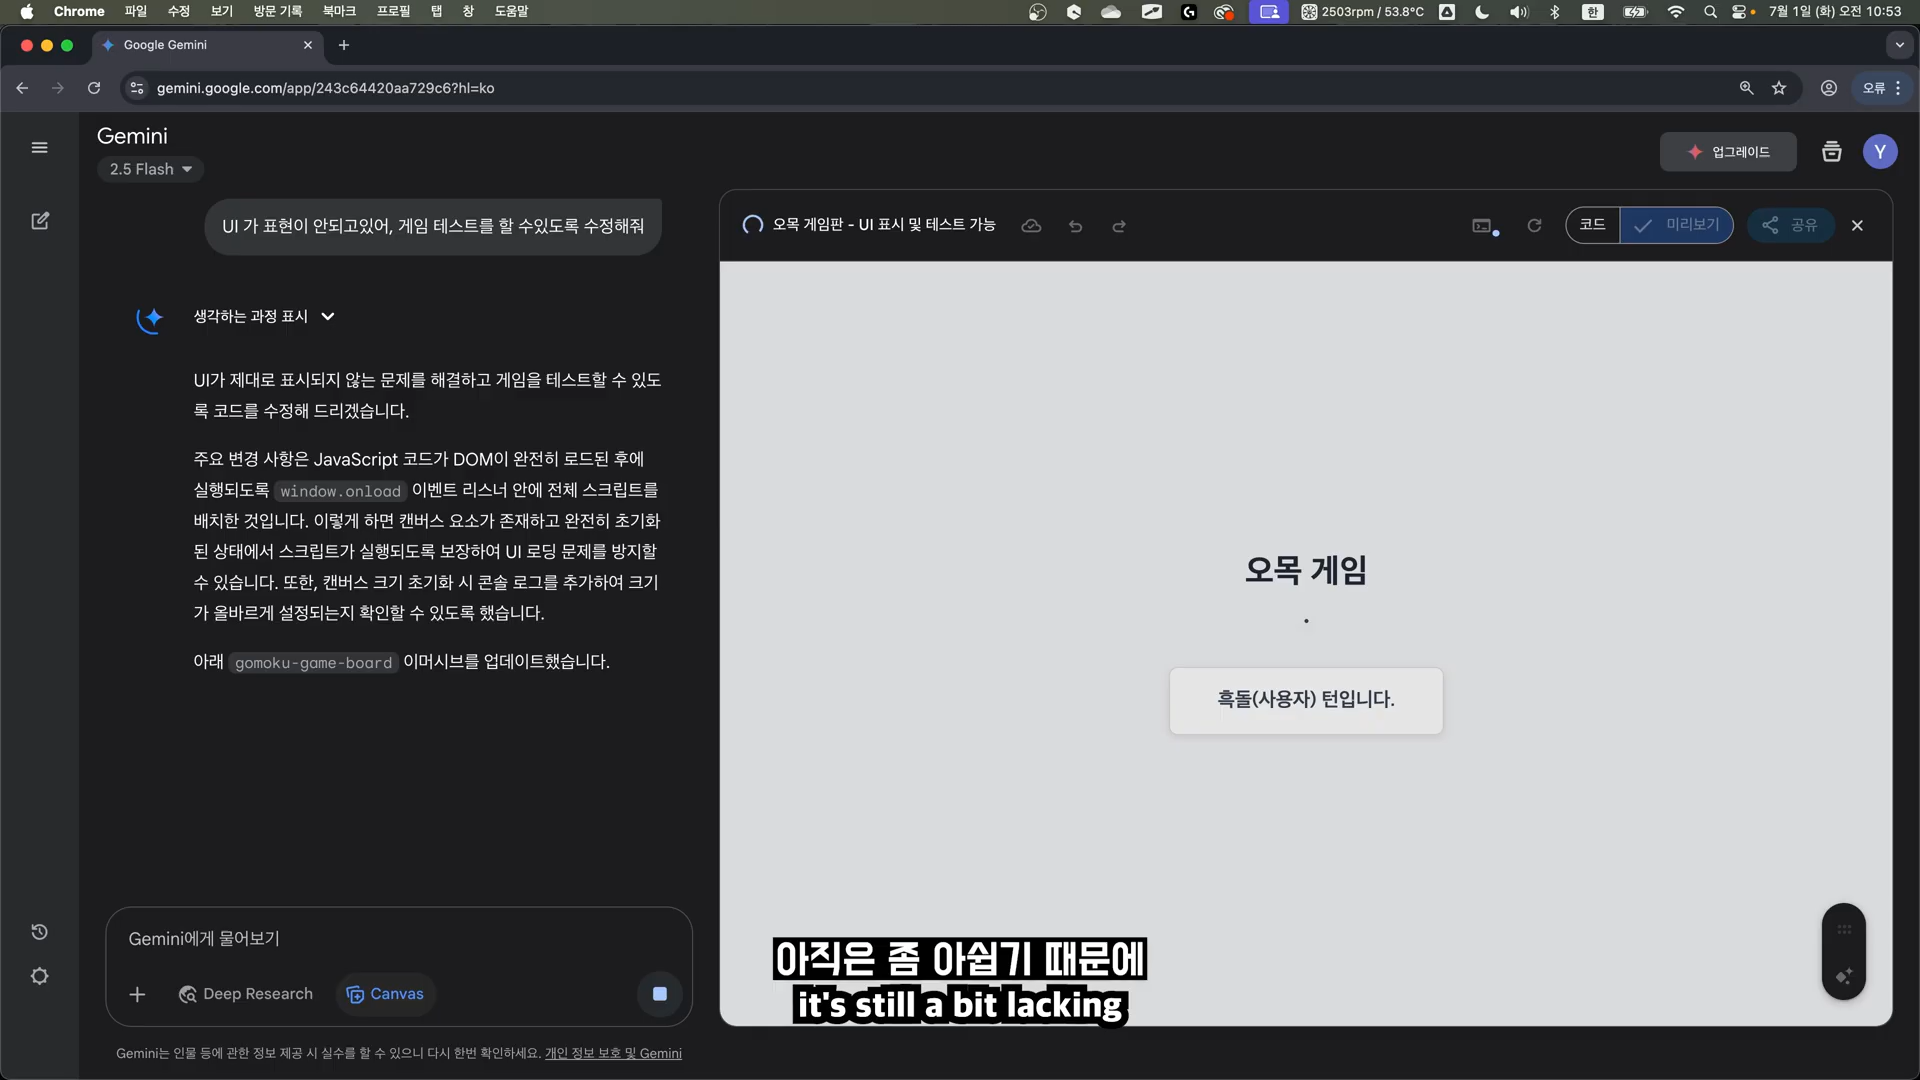 Chrome 파일 수정 보기 방문 기록 북마크 프로필 탭 창 도움말
2503rpm / 53.8°C 한 7월 1일 (화) 오전 10:53
Google Gemini
gemini.google.com/app/243c64420aa729c6?hl=ko
오류
Gemini
2.5 Flash
업그레이드
Y
UI 가 표현이 안되고있어, 게임 테스트를 할 수있도록 수정해줘
생각하는 과정 표시
UI가 제대로 표시되지 않는 문제를 해결하고 게임을 테스트할 수 있도
록 코드를 수정해 드리겠습니다.
주요 변경 사항은 JavaScript 코드가 DOM이 완전히 로드된 후에
실행되도록 window.onload 이벤트 리스너 안에 전체 스크립트를
배치한 것입니다. 이렇게 하면 캔버스 요소가 존재하고 완전히 초기화
된 상태에서 스크립트가 실행되도록 보장하여 UI 로딩 문제를 방지할
수 있습니다. 또한, 캔버스 크기 초기화 시 콘솔 로그를 추가하여 크기
가 올바르게 설정되는지 확인할 수 있도록 했습니다.
아래 gomoku-game-board 이머시브를 업데이트했습니다.
Gemini에게 물어보기
Deep Research
Canvas
Gemini는 인물 등에 관한 정보 제공 시 실수를 할 수 있으니 다시 한번 확인하세요. 개인 정보 보호 및 Gemini
오목 게임판 - UI 표시 및 테스트 가능
코드
미리보기
공유
오목 게임
흑돌(사용자) 턴입니다.
아직은 좀 아쉽기 때문에
it's still a bit lacking